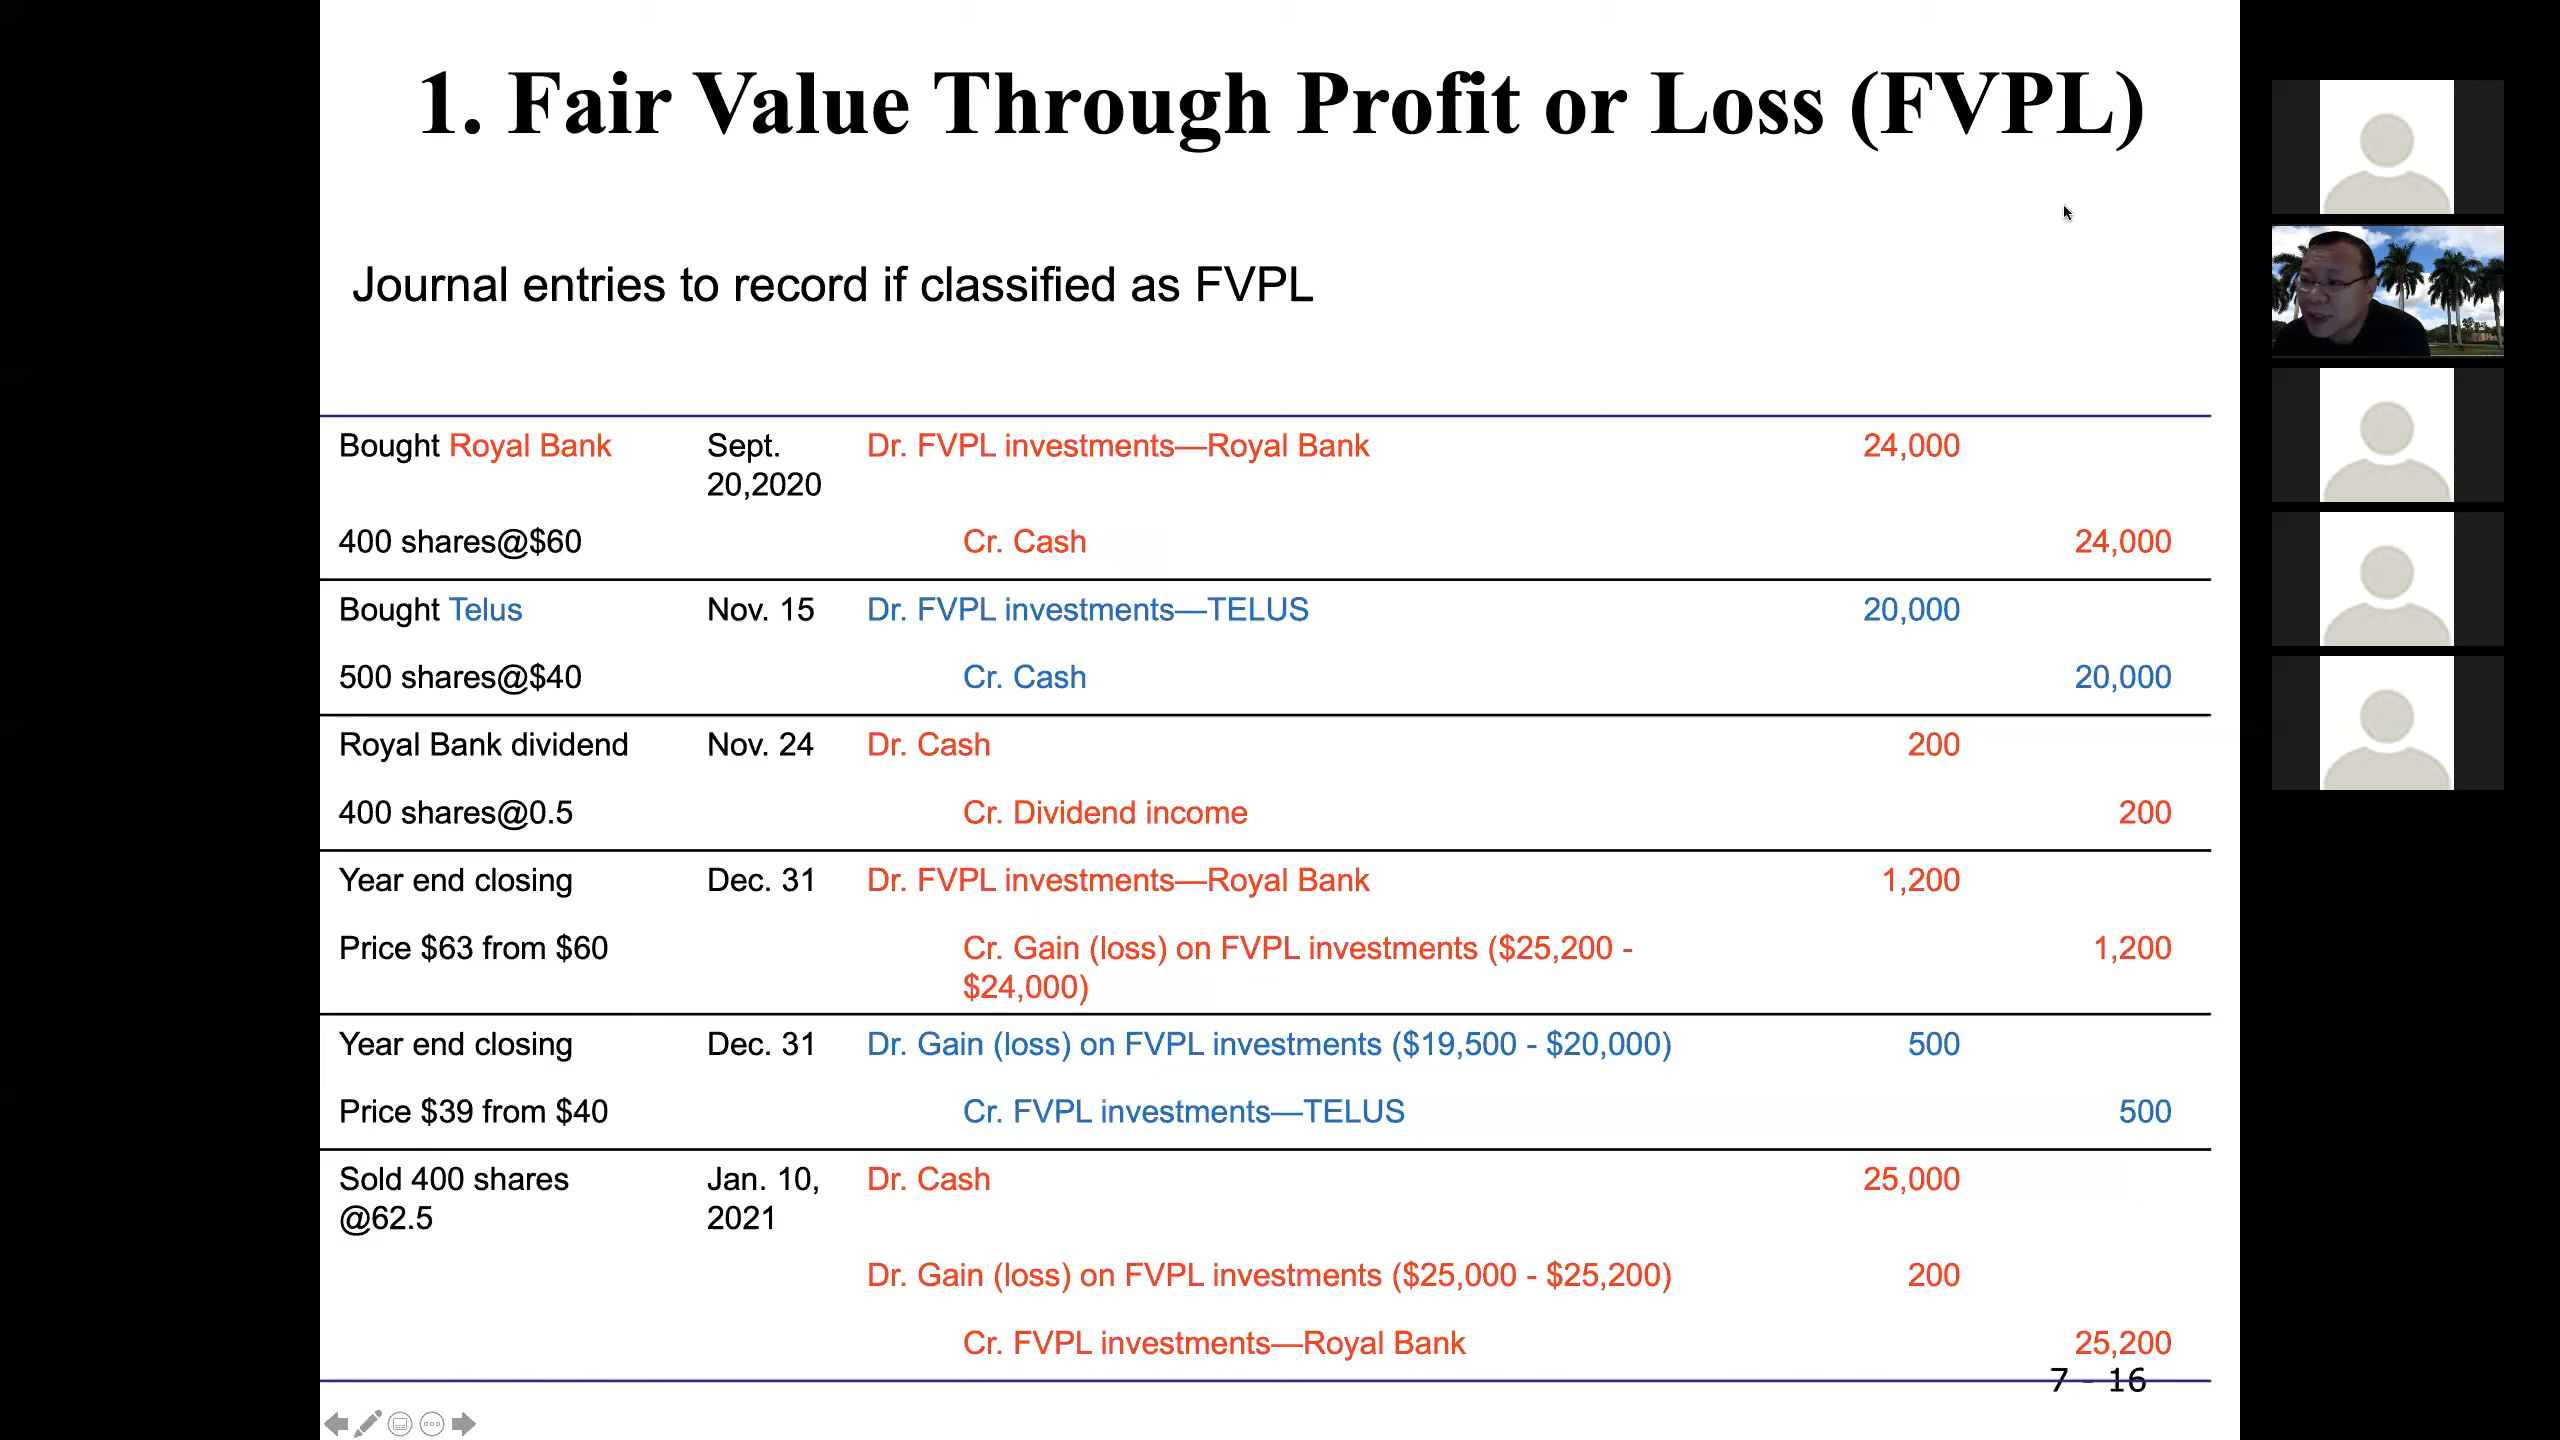 1. Fair Value Through Profit or Loss (FVPL)
Journal entries to record if classified as FVPL
Bought Royal Bank Sept. Dr. FVPL investments—Royal Bank 24,000
20,2020
400 shares@$60 Cr. Cash 24,000
Bought Telus Nov. 15 Dr. FVPL investments—TELUS 20,000
500 shares@$40 Cr. Cash 20,000
Royal Bank dividend Nov. 24 Dr. Cash 200
400 shares@0.5 Cr. Dividend income 200
Year end closing Dec. 31 Dr. FVPL investments—Royal Bank 1,200
Price $63 from $60 Cr. Gain (loss) on FVPL investments ($25,200 - 1,200
$24,000)
Year end closing Dec. 31 Dr. Gain (loss) on FVPL investments ($19,500 - $20,000) 500
Price $39 from $40 Cr. FVPL investments—TELUS 500
Sold 400 shares Jan. 10, Dr. Cash 25,000
@62.5 2021
Dr. Gain (loss) on FVPL investments ($25,000 - $25,200) 200
Cr. FVPL investments—Royal Bank 25,200
7 - 16